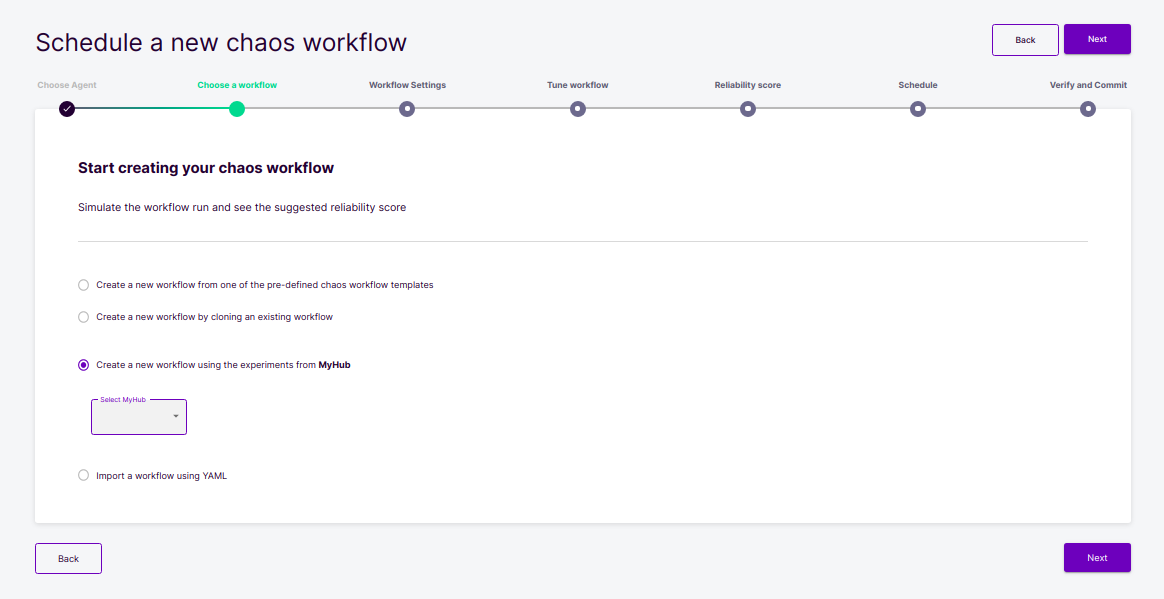 Schedule a new chaos workflow
Back
Next
Choose Agent
Choose a workflow
Workflow Settings
Tune workflow
Reliability score
Schedule
Verify and Commit
Start creating your chaos workflow
Simulate the workflow run and see the suggested reliability score
Create a new workflow from one of the pre-defined chaos workflow templates
Create a new workflow by cloning an existing workflow
Create a new workflow using the experiments from MyHub
Select MyHub
Import a workflow using YAML
Back
Next